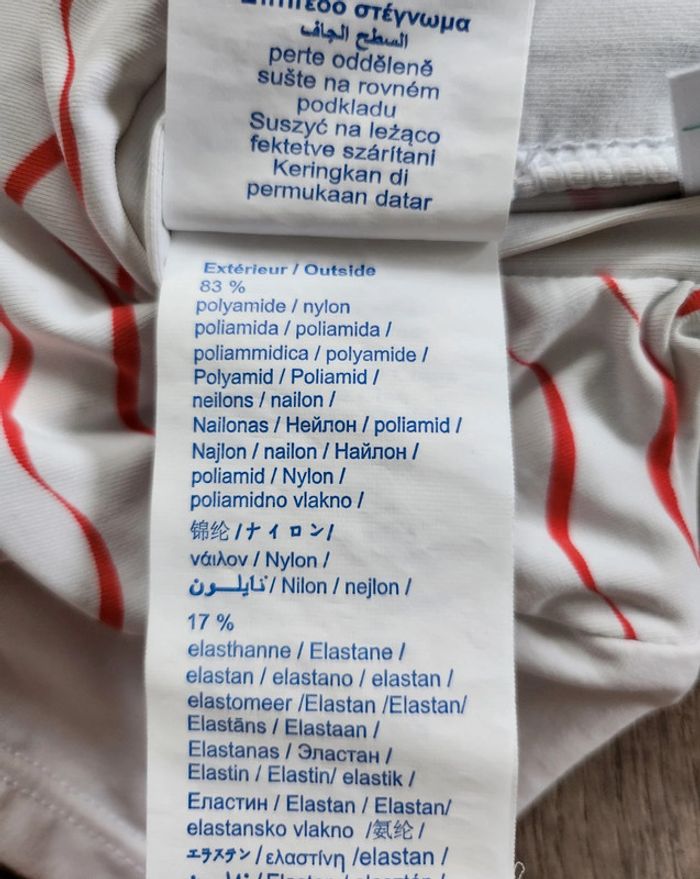 Επίπεδο στέγνωμα
السطح الجاف
perte odděleně
sušte na rovném
podkladu
Suszyć na leżąco
fektetve szárítani
Keringkan di
permukaan datar
Extérieur / Outside
83 %
polyamide / nylon
poliamida / poliamida /
poliammidica / polyamide /
Polyamid / Poliamid /
neilons / nailon /
Nailonas / Нейлон / poliamid /
Najlon / nailon / Найлон /
poliamid / Nylon /
poliamidno vlakno /
锦纶/ナイロン/
νάιλον / Nylon /
نايلــون / Nilon / nejlon /
17 %
elasthanne / Elastane /
elastan / elastano / elastan /
elastomeer /Elastan /Elastan/
Elastāns / Elastaan /
Elastanas / Эластан /
Elastin / Elastin/ elastik /
Еластин / Elastan / Elastan/
elastansko vlakno /氨纶 /
エラステン/ ελαστίνη /elastan /